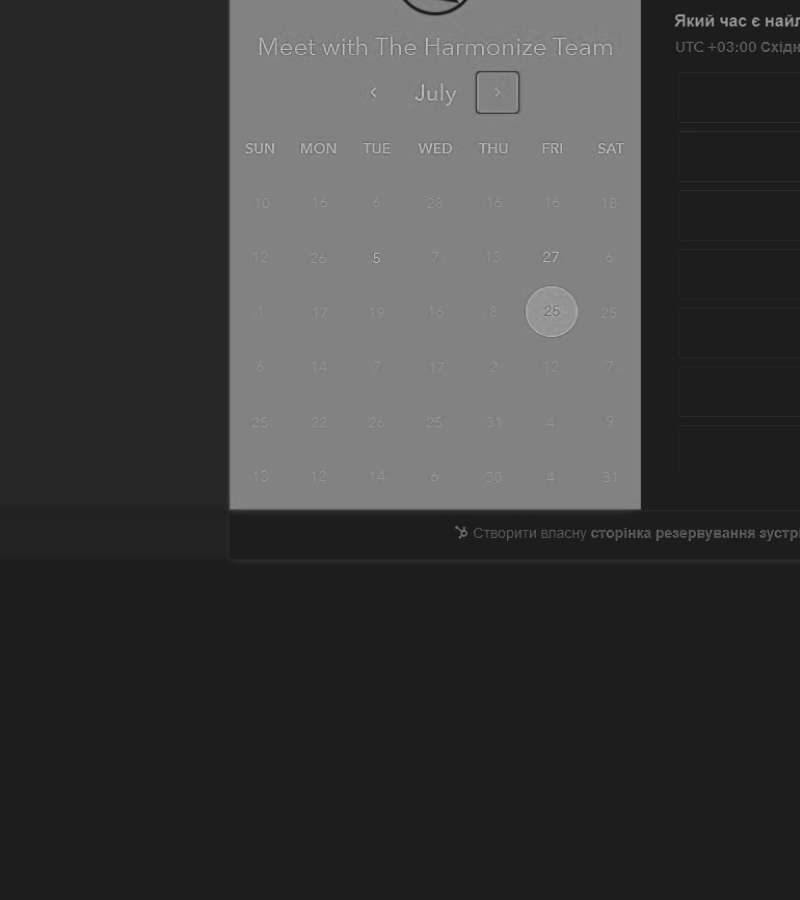 Meet with The Harmonize Team
‹ July ›
SUN MON TUE WED THU FRI SAT
10 16 6 28 16 16 18
12 26 5 7 13 27 6
1 17 19 16 8 25 25
6 14 7 17 2 12 7
25 22 26 25 31 4 9
13 12 14 6 30 4 31
Який час є
UTC +03:00
Створити власну сторінка резервування